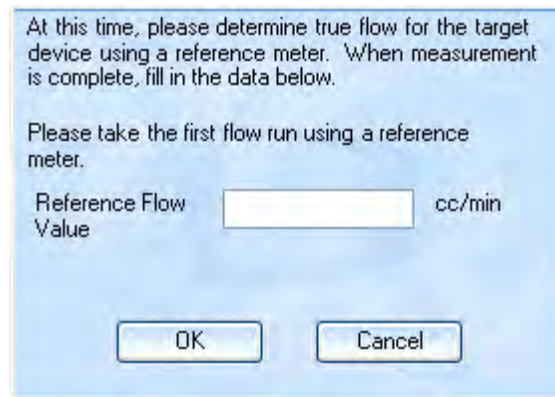 At this time, please determine true flow for the target
device using a reference meter.  When measurement
is complete, fill in the data below.
Please take the first flow run using a reference
meter.
Reference Flow
Value
cc/min
OK
Cancel